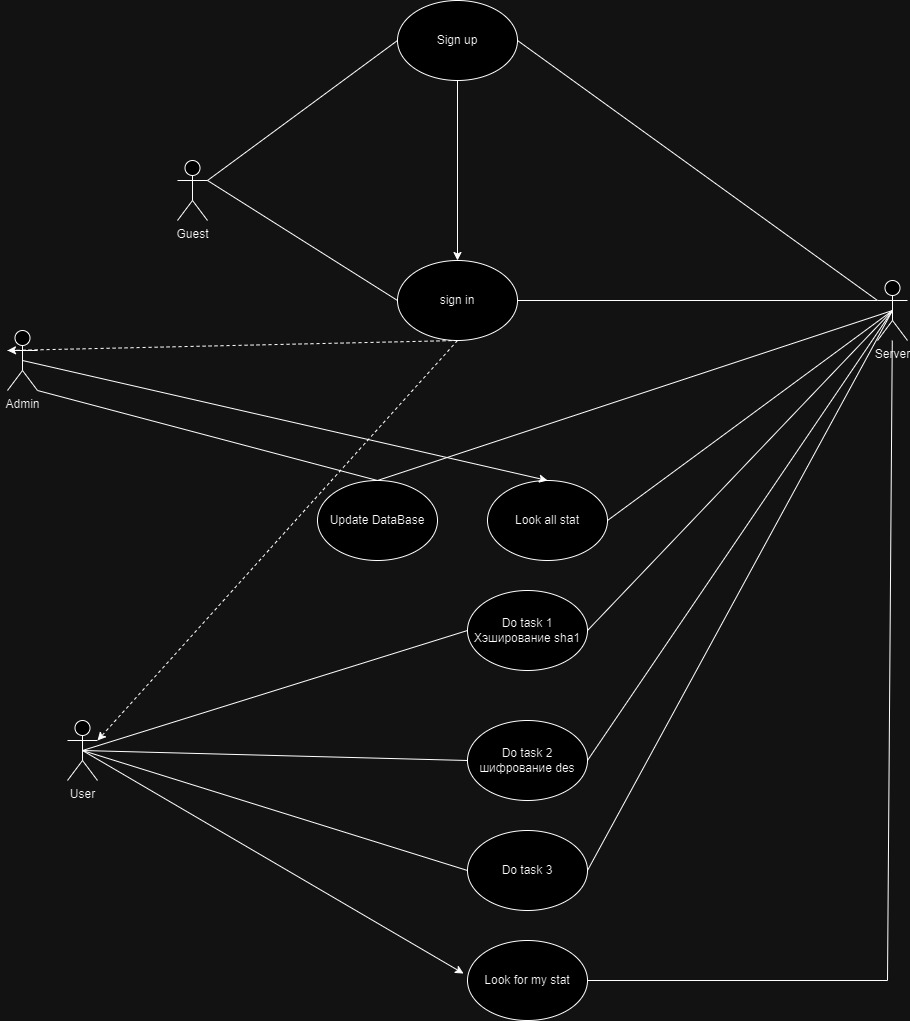 Sign up
Guest
sign in
Server
Admin
Update DataBase
Look all stat
Do task 1
Хэширование sha1
Do task 2
шифрование des
User
Do task 3
Look for my stat